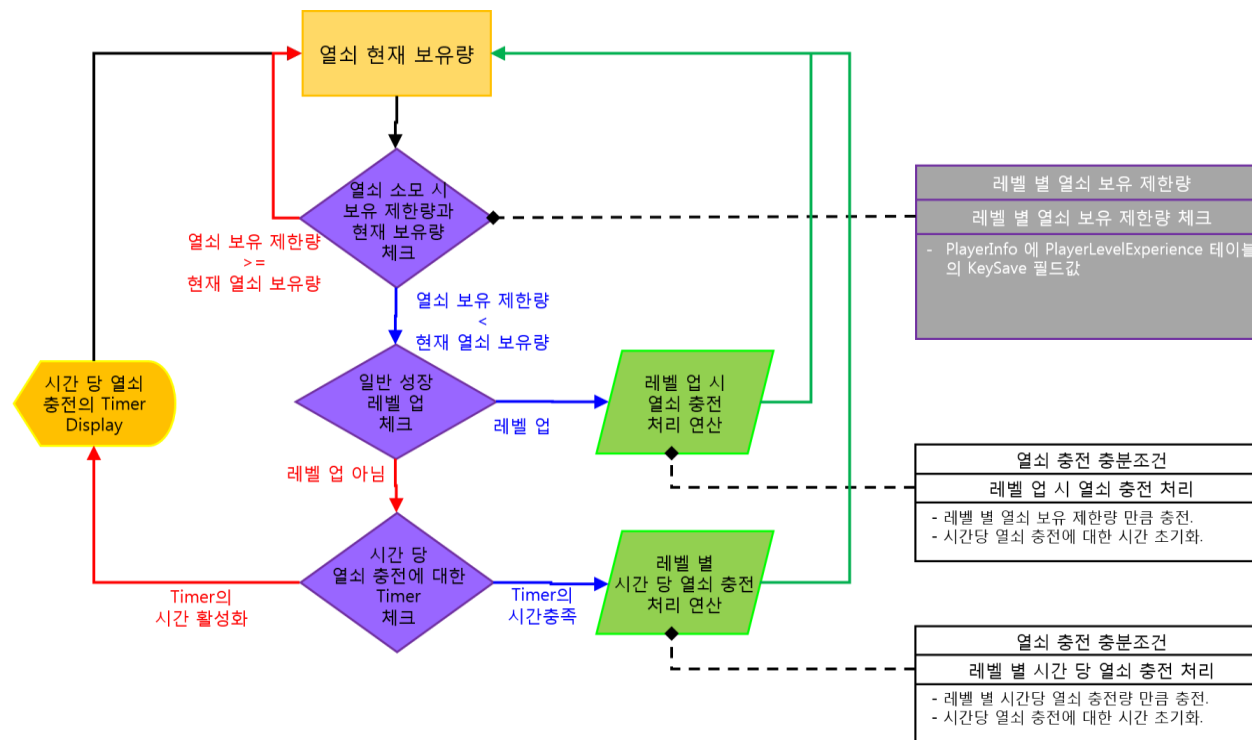 열쇠 현재 보유량
열쇠 소모 시
보유 제한량과
현재 보유량
체크
열쇠 보유 제한량
>=
현재 열쇠 보유량
열쇠 보유 제한량
<
현재 열쇠 보유량
레벨 별 열쇠 보유 제한량
레벨 별 열쇠 보유 제한량 체크
- PlayerInfo 에 PlayerLevelExperience 테이블
의 KeySave 필드값
시간 당 열쇠
충전의 Timer
Display
일반 성장
레벨 업
체크
레벨 업
레벨 업 시
열쇠 충전
처리 연산
레벨 업 아님
열쇠 충전 충분조건
레벨 업 시 열쇠 충전 처리
- 레벨 별 열쇠 보유 제한량 만큼 충전.
- 시간당 열쇠 충전에 대한 시간 초기화.
시간 당
열쇠 충전에 대한
Timer
체크
Timer의
시간 활성화
Timer의
시간충족
레벨 별
시간 당 열쇠 충전
처리 연산
열쇠 충전 충분조건
레벨 별 시간 당 열쇠 충전 처리
- 레벨 별 시간당 열쇠 충전량 만큼 충전.
- 시간당 열쇠 충전에 대한 시간 초기화.